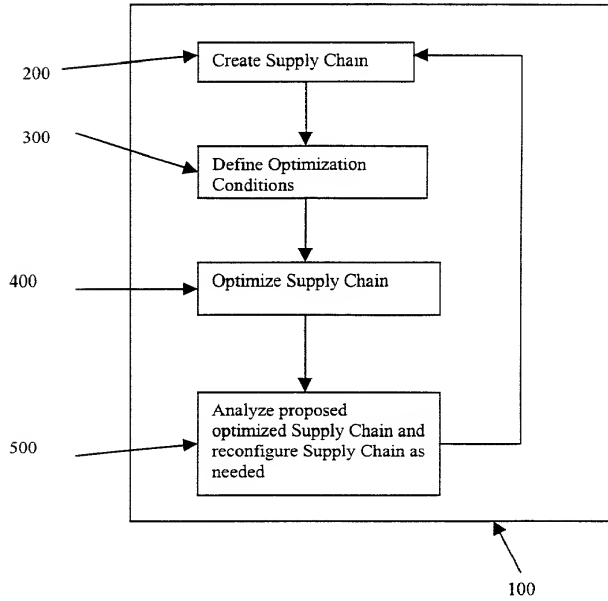 200
Create Supply Chain
300
Define Optimization
Conditions
400
Optimize Supply Chain
500
Analyze proposed
optimized Supply Chain and
reconfigure Supply Chain as
needed
100